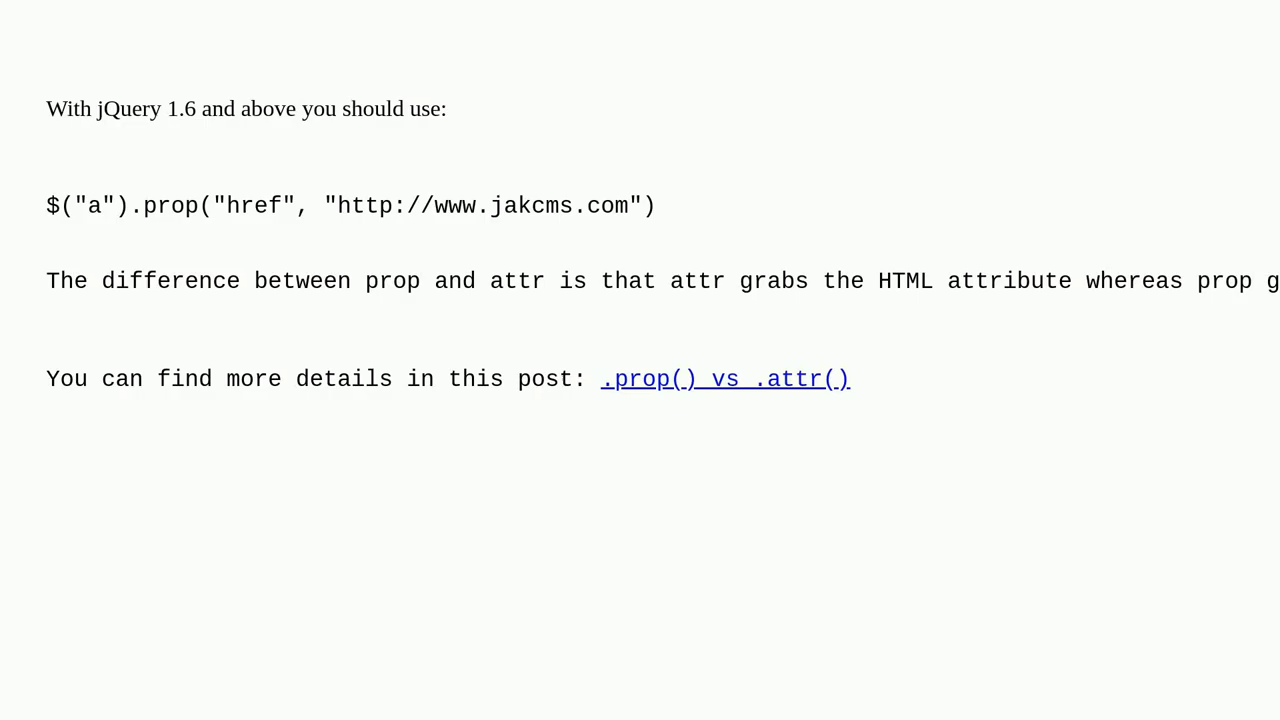 With jQuery 1.6 and above you should use:
$("a").prop("href", "http://www.jakcms.com")
The difference between prop and attr is that attr grabs the HTML attribute whereas prop g
You can find more details in this post: .prop() vs .attr()